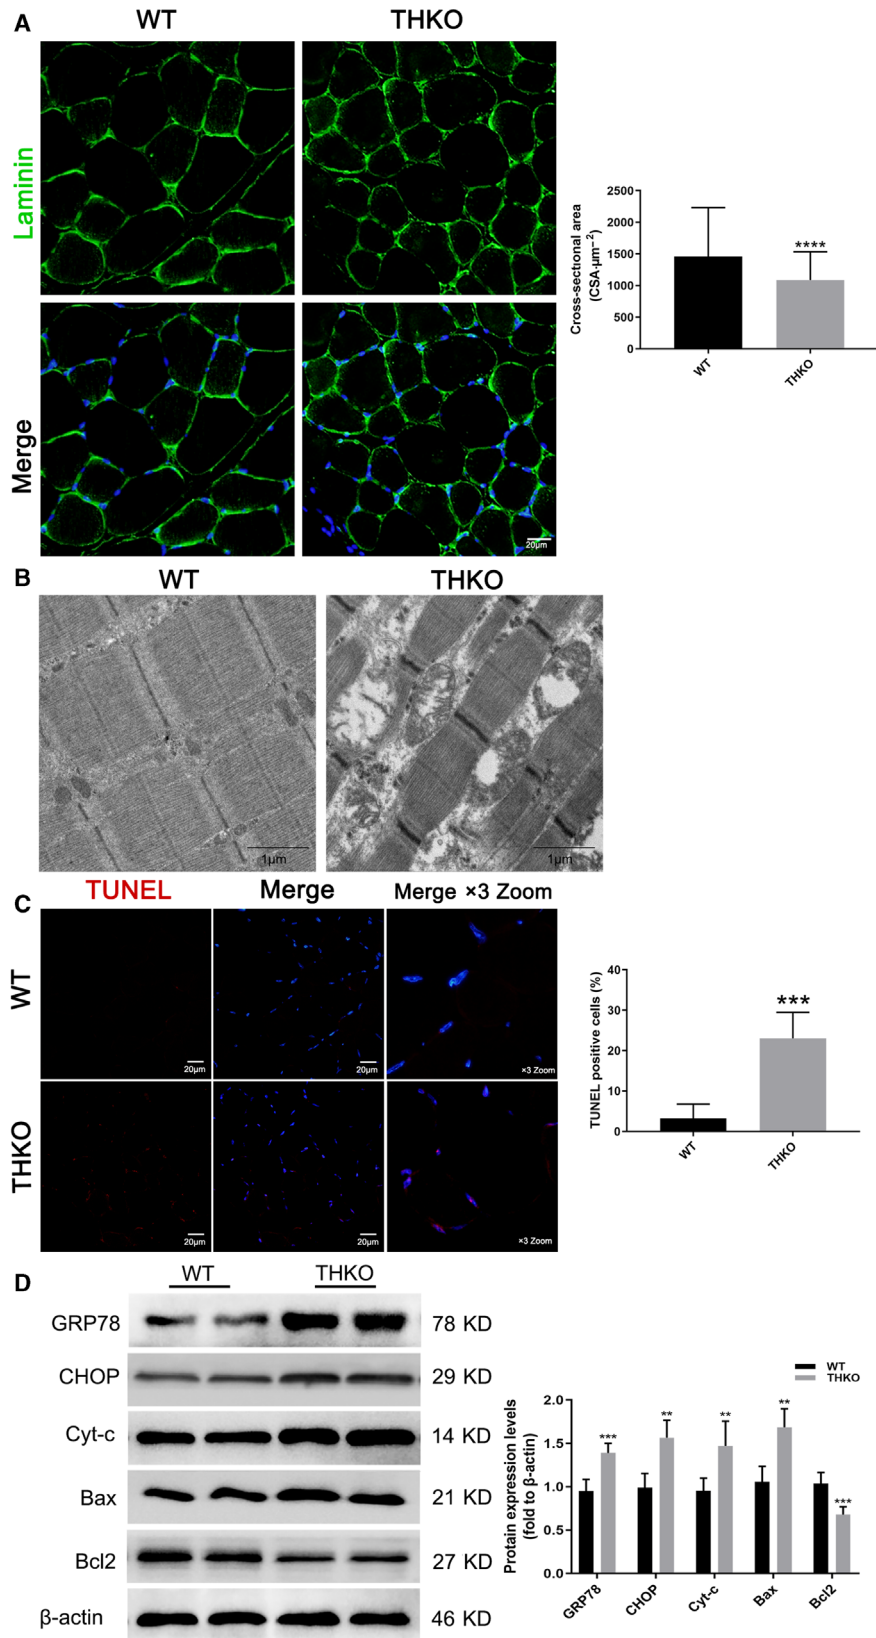 A
WT
THKO
Laminin
Merge
20μm
2500
2000
1500
1000
500
0
Cross-sectional area
(CSA·μm⁻²)
****
WT
THKO
B
WT
THKO
1μm
1μm
C
TUNEL
Merge
Merge ×3 Zoom
WT
20μm
20μm
×3 Zoom
THKO
20μm
20μm
×3 Zoom
40
30
20
10
0
TUNEL positive cells (%)
***
WT
THKO
D
WT
THKO
GRP78
78 KD
CHOP
29 KD
Cyt-c
14 KD
Bax
21 KD
Bcl2
27 KD
β-actin
46 KD
WT
THKO
2.0
1.5
1.0
0.5
0.0
Protain expression levels
(fold to β-actin)
***
**
**
**
***
GRP78
CHOP
Cyt-c
Bax
Bcl2